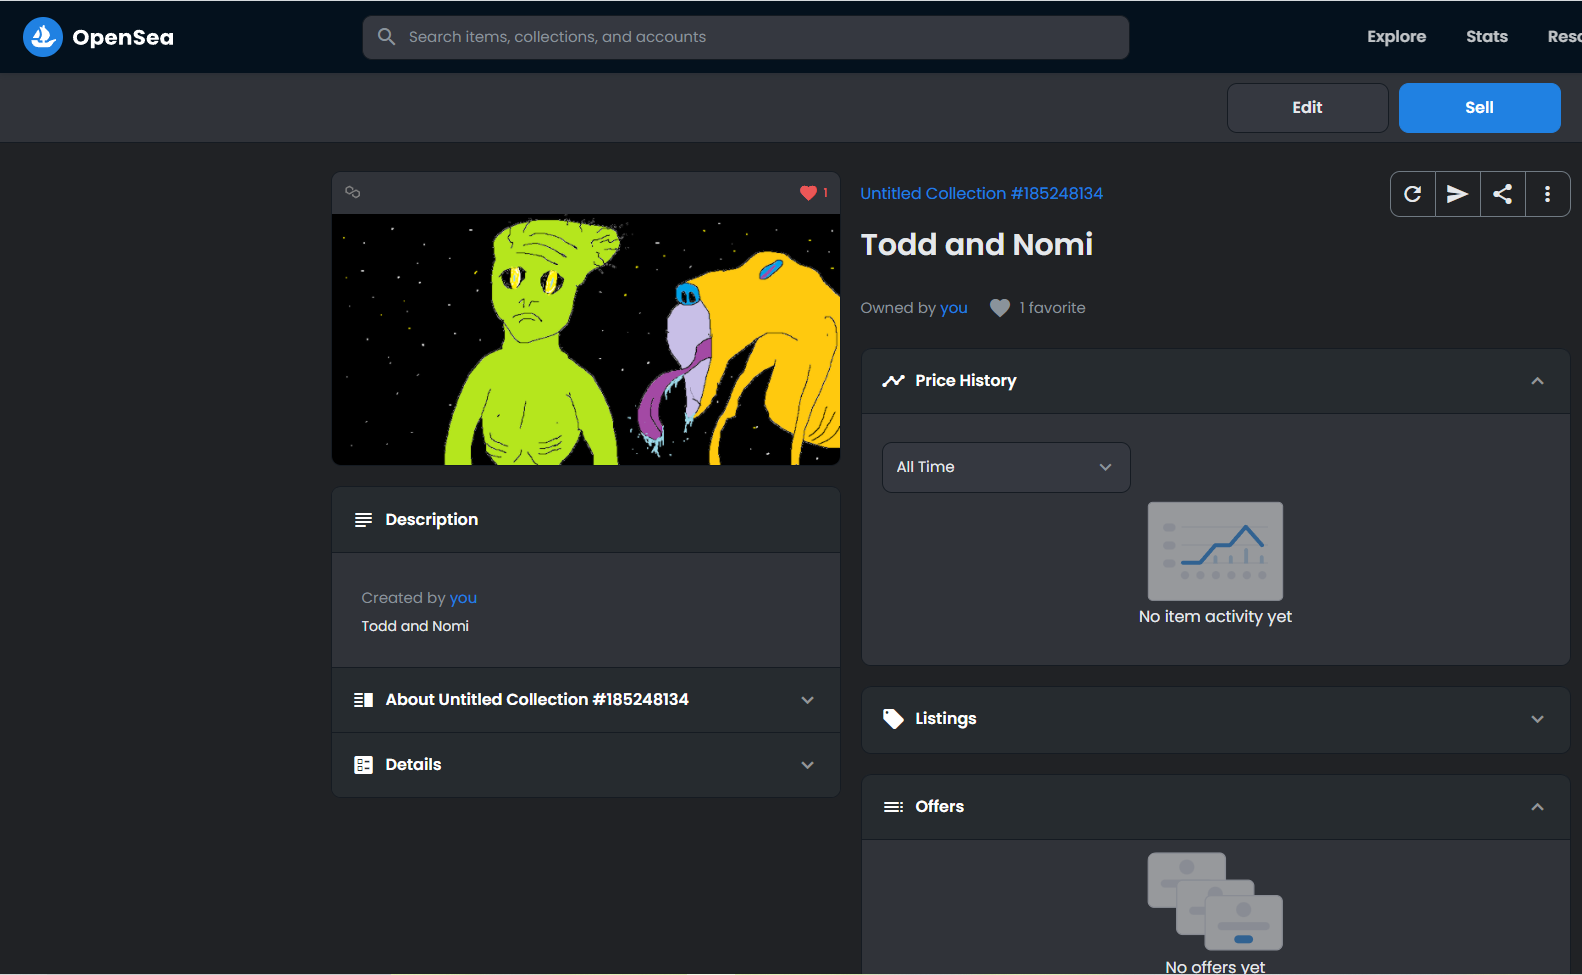 OpenSea
Search items, collections, and accounts
Explore
Stats
Edit
Sell
1
Untitled Collection #185248134
Todd and Nomi
Owned by you
1 favorite
Price History
All Time
No item activity yet
Description
Created by you
Todd and Nomi
About Untitled Collection #185248134
Details
Listings
Offers
No offers yet